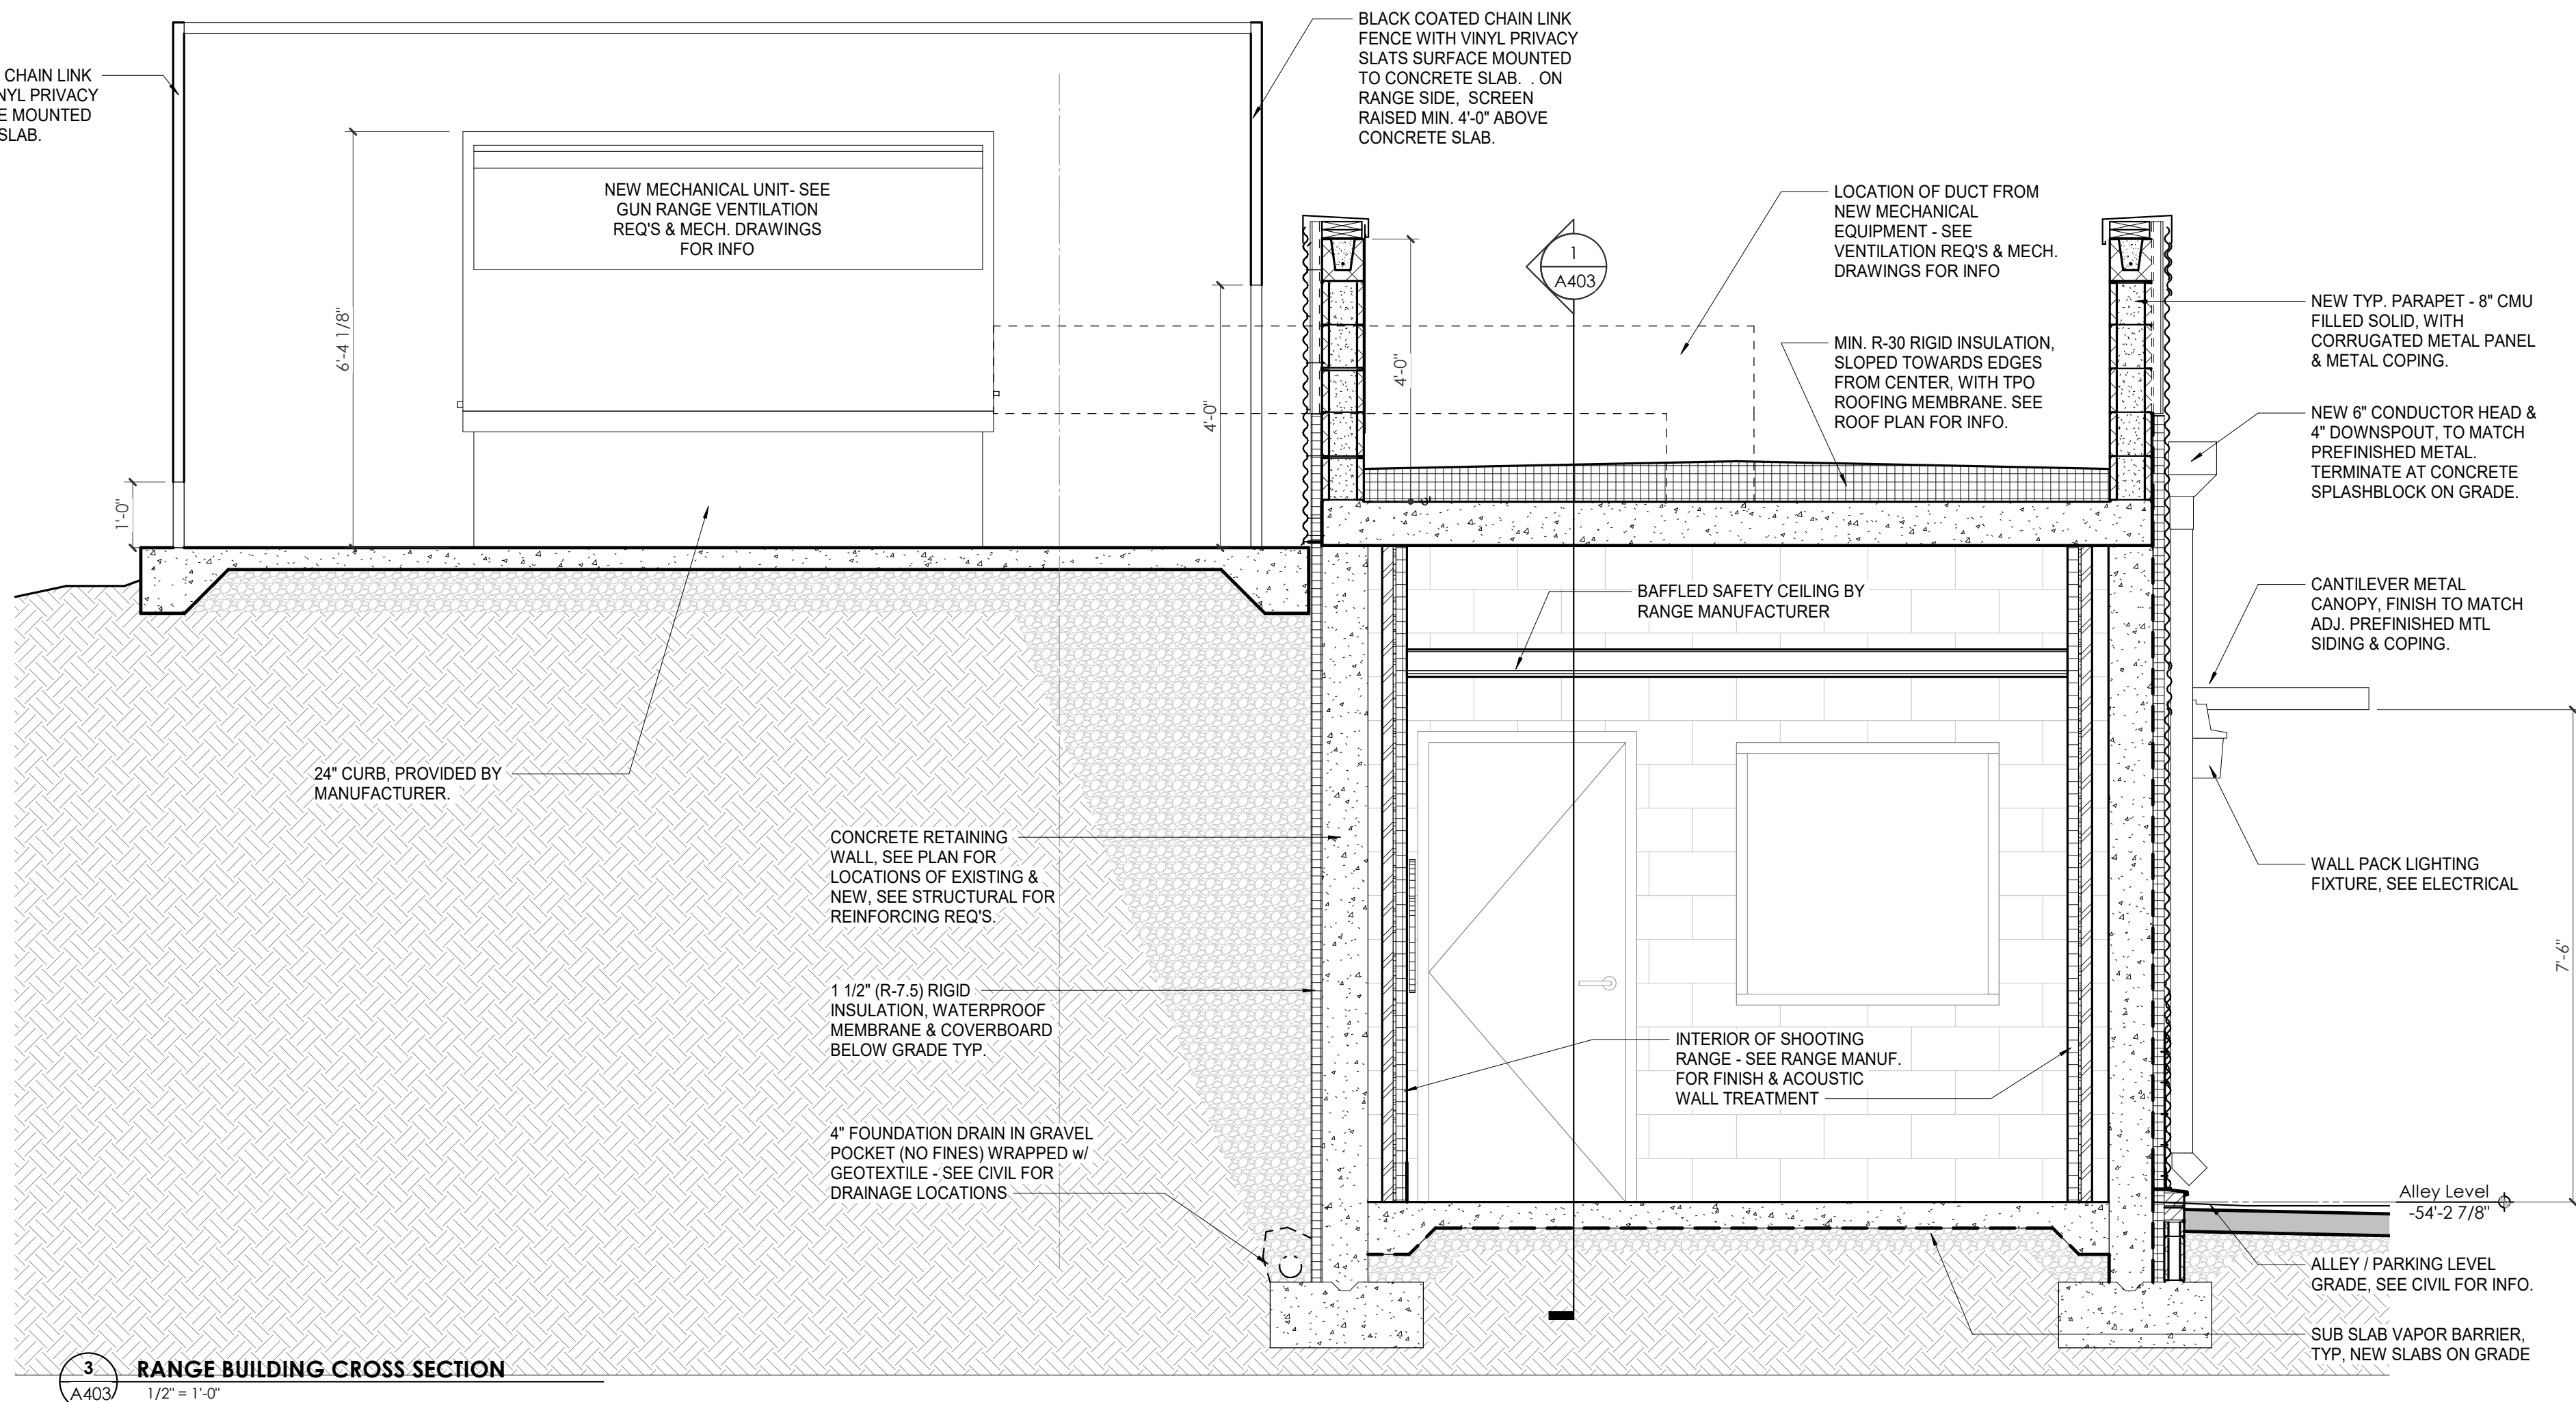 CHAIN LINK
NYL PRIVACY
E MOUNTED
SLAB.
BLACK COATED CHAIN LINK
FENCE WITH VINYL PRIVACY
SLATS SURFACE MOUNTED
TO CONCRETE SLAB. . ON
RANGE SIDE, SCREEN
RAISED MIN. 4'-0" ABOVE
CONCRETE SLAB.
NEW MECHANICAL UNIT- SEE
GUN RANGE VENTILATION
REQ'S & MECH. DRAWINGS
FOR INFO
LOCATION OF DUCT FROM
NEW MECHANICAL
EQUIPMENT - SEE
VENTILATION REQ'S & MECH.
DRAWINGS FOR INFO
1
A403
NEW TYP. PARAPET - 8" CMU
FILLED SOLID, WITH
CORRUGATED METAL PANEL
& METAL COPING.
6'-4 1/8"
4'-0"
4'-0"
1'-0"
MIN. R-30 RIGID INSULATION,
SLOPED TOWARDS EDGES
FROM CENTER, WITH TPO
ROOFING MEMBRANE. SEE
ROOF PLAN FOR INFO.
NEW 6" CONDUCTOR HEAD &
4" DOWNSPOUT, TO MATCH
PREFINISHED METAL.
TERMINATE AT CONCRETE
SPLASHBLOCK ON GRADE.
BAFFLED SAFETY CEILING BY
RANGE MANUFACTURER
CANTILEVER METAL
CANOPY, FINISH TO MATCH
ADJ. PREFINISHED MTL
SIDING & COPING.
24" CURB, PROVIDED BY
MANUFACTURER.
CONCRETE RETAINING
WALL, SEE PLAN FOR
LOCATIONS OF EXISTING &
NEW, SEE STRUCTURAL FOR
REINFORCING REQ'S.
WALL PACK LIGHTING
FIXTURE, SEE ELECTRICAL
7'-6"
1 1/2" (R-7.5) RIGID
INSULATION, WATERPROOF
MEMBRANE & COVERBOARD
BELOW GRADE TYP.
INTERIOR OF SHOOTING
RANGE - SEE RANGE MANUF.
FOR FINISH & ACOUSTIC
WALL TREATMENT
4" FOUNDATION DRAIN IN GRAVEL
POCKET (NO FINES) WRAPPED w/
GEOTEXTILE - SEE CIVIL FOR
DRAINAGE LOCATIONS
Alley Level
-54'-2 7/8"
ALLEY / PARKING LEVEL
GRADE, SEE CIVIL FOR INFO.
SUB SLAB VAPOR BARRIER,
TYP, NEW SLABS ON GRADE
3
A403
RANGE BUILDING CROSS SECTION
1/2" = 1'-0"